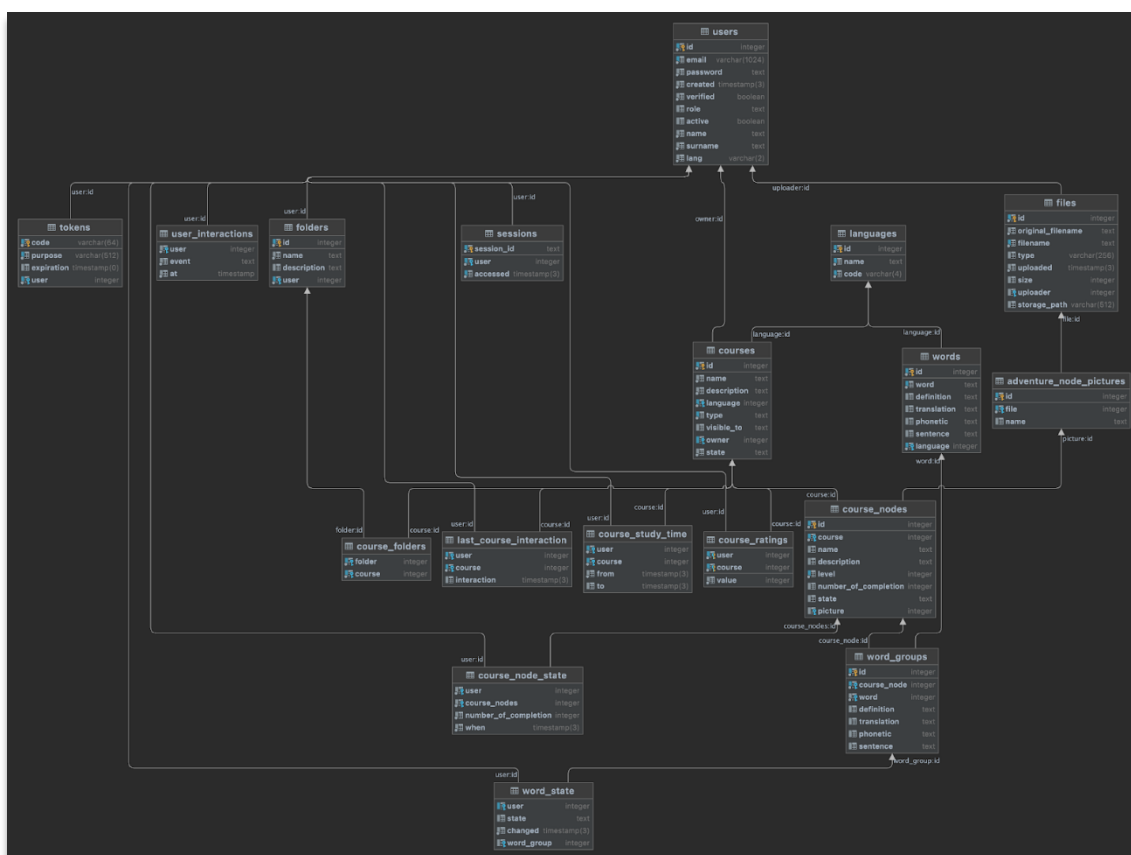 users
id integer
email varchar(1024)
password text
created timestamp(3)
verified boolean
role text
active boolean
name text
surname text
lang varchar(2)
user:id
user:id
user:id
user:id
owner:id
uploader:id
tokens
code varchar(64)
purpose varchar(512)
expiration timestamp(0)
user integer
user_interactions
user integer
event text
at timestamp
folders
id integer
name text
description text
user integer
sessions
session_id text
user integer
accessed timestamp(3)
languages
id integer
name text
code varchar(4)
files
id integer
original_filename text
filename text
type varchar(256)
uploaded timestamp(3)
size integer
uploader integer
storage_path varchar(512)
language:id
language:id
file:id
courses
id integer
name text
description text
language integer
type text
visible_to text
owner integer
state text
words
id integer
word text
definition text
translation text
phonetic text
sentence text
language integer
adventure_node_pictures
id integer
file integer
name text
picture:id
word:id
folder:id
course:id
user:id
course:id
user:id
course:id
user:id
course:id
course:id
course_folders
folder integer
course integer
last_course_interaction
user integer
course integer
interaction timestamp(3)
course_study_time
user integer
course integer
from timestamp(3)
to timestamp(3)
course_ratings
user integer
course integer
value integer
course_nodes
id integer
course integer
name text
description text
level integer
number_of_completion integer
state text
picture integer
course_nodes:id
course_node:id
user:id
course_node_state
user integer
course_nodes integer
number_of_completion integer
when timestamp(3)
word_groups
id integer
course_node integer
word integer
definition text
translation text
phonetic text
sentence text
word_group:id
user:id
word_state
user integer
state text
changed timestamp(3)
word_group integer